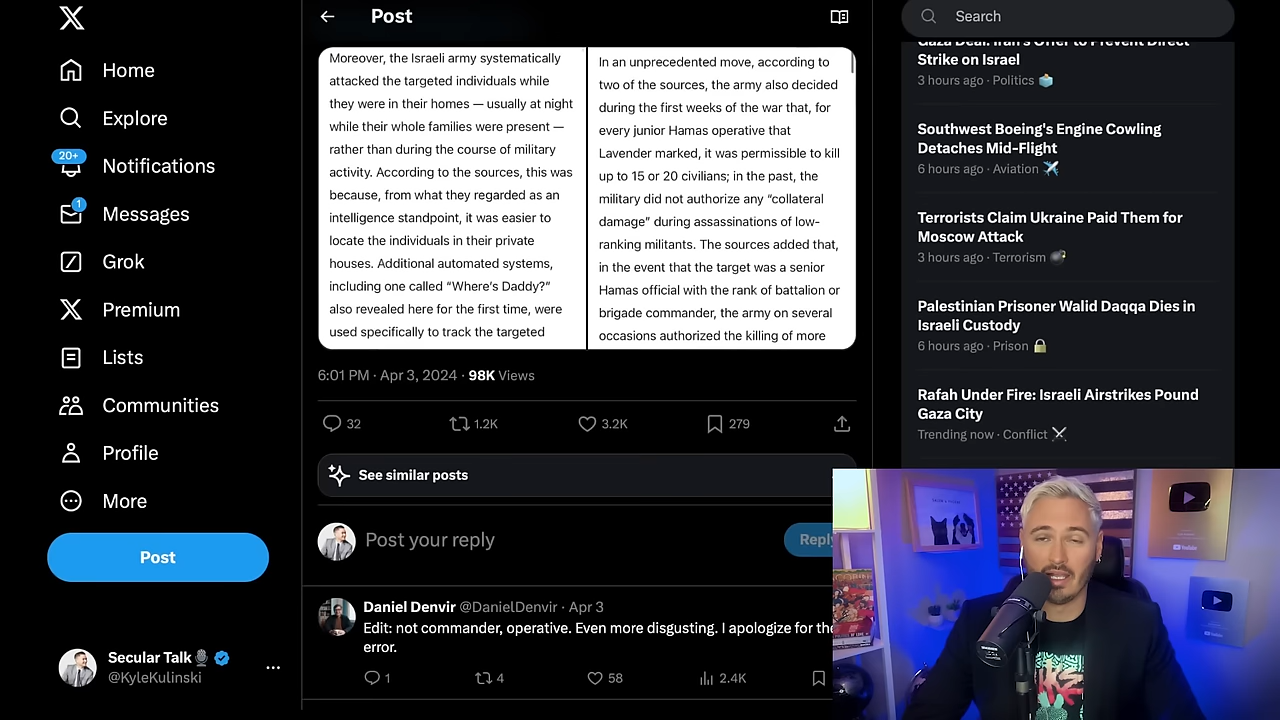 Home
Explore
20+
Notifications
1
Messages
Grok
Premium
Lists
Communities
Profile
More
Post
Secular Talk
@KyleKulinski
Post
Moreover, the Israeli army systematically
attacked the targeted individuals while
they were in their homes — usually at night
while their whole families were present —
rather than during the course of military
activity. According to the sources, this was
because, from what they regarded as an
intelligence standpoint, it was easier to
locate the individuals in their private
houses. Additional automated systems,
including one called “Where’s Daddy?”
also revealed here for the first time, were
used specifically to track the targeted
In an unprecedented move, according to
two of the sources, the army also decided
during the first weeks of the war that, for
every junior Hamas operative that
Lavender marked, it was permissible to kill
up to 15 or 20 civilians; in the past, the
military did not authorize any “collateral
damage” during assassinations of low-
ranking militants. The sources added that,
in the event that the target was a senior
Hamas official with the rank of battalion or
brigade commander, the army on several
occasions authorized the killing of more
6:01 PM · Apr 3, 2024 · 98K Views
32 1.2K 3.2K 279
See similar posts
Post your reply
Reply
Daniel Denvir @DanielDenvir · Apr 3
Edit: not commander, operative. Even more disgusting. I apologize for the
error.
1 4 58 2.4K
Search
Gaza Deal: Iran's Offer to Prevent Direct
Strike on Israel
3 hours ago · Politics
Southwest Boeing's Engine Cowling
Detaches Mid-Flight
6 hours ago · Aviation
Terrorists Claim Ukraine Paid Them for
Moscow Attack
3 hours ago · Terrorism
Palestinian Prisoner Walid Daqqa Dies in
Israeli Custody
6 hours ago · Prison
Rafah Under Fire: Israeli Airstrikes Pound
Gaza City
Trending now · Conflict
YouTube
YouTube